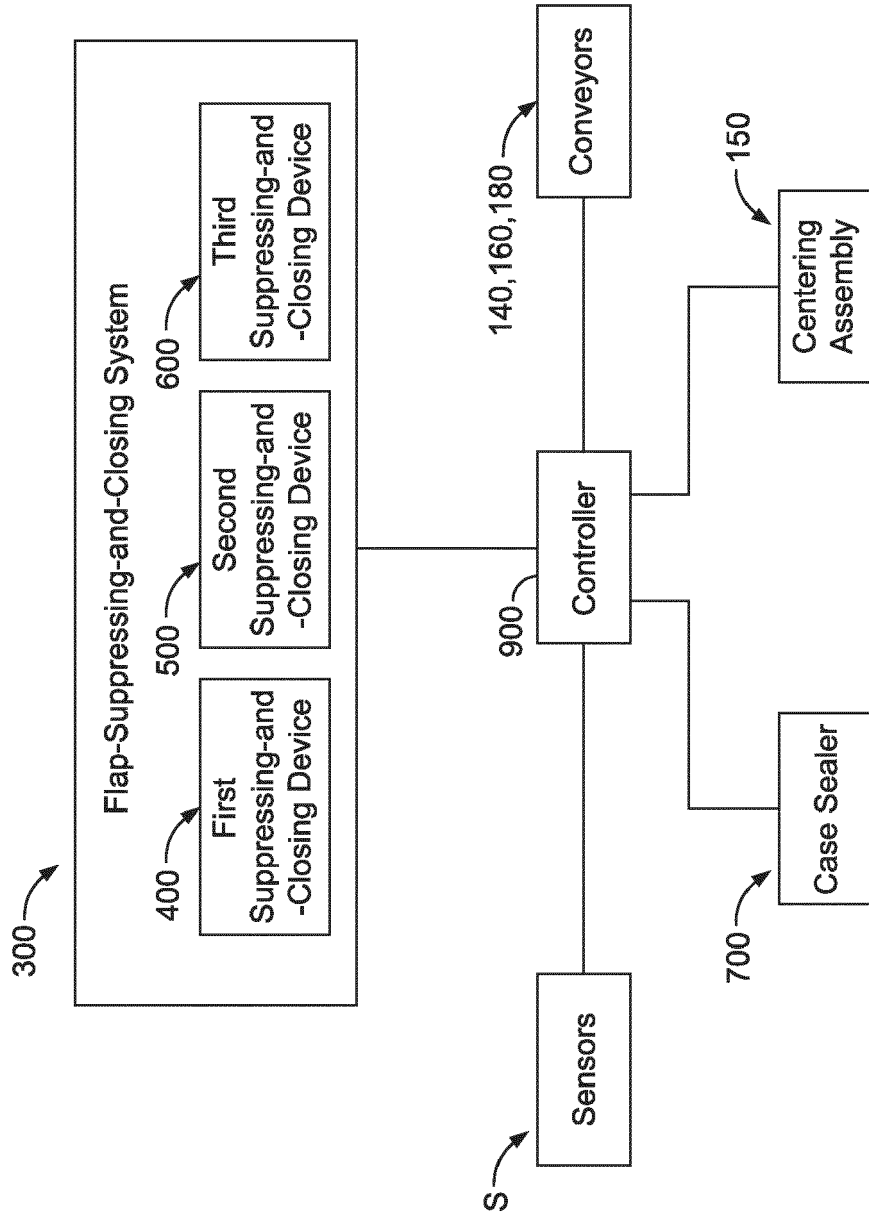 300
Flap-Suppressing-and-Closing System
400
First
Suppressing-and
-Closing Device
500
Second
Suppressing-and
-Closing Device
600
Third
Suppressing-and
-Closing Device
S
Sensors
900
Controller
140,160,180
Conveyors
700
Case Sealer
150
Centering
Assembly